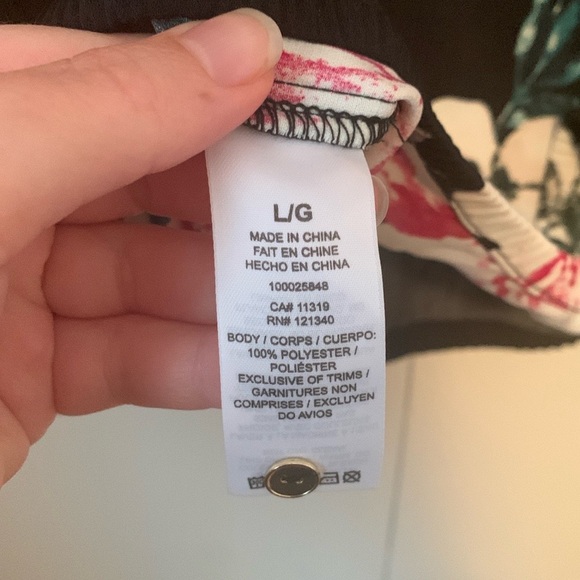 L/G
MADE IN CHINA
FAIT EN CHINE
HECHO EN CHINA
100025848
CA# 11319
RN# 121340
BODY / CORPS / CUERPO:
100% POLYESTER /
POLIÉSTER
EXCLUSIVE OF TRIMS /
GARNITURES NON
COMPRISES / EXCLUYEN
DO AVIOS